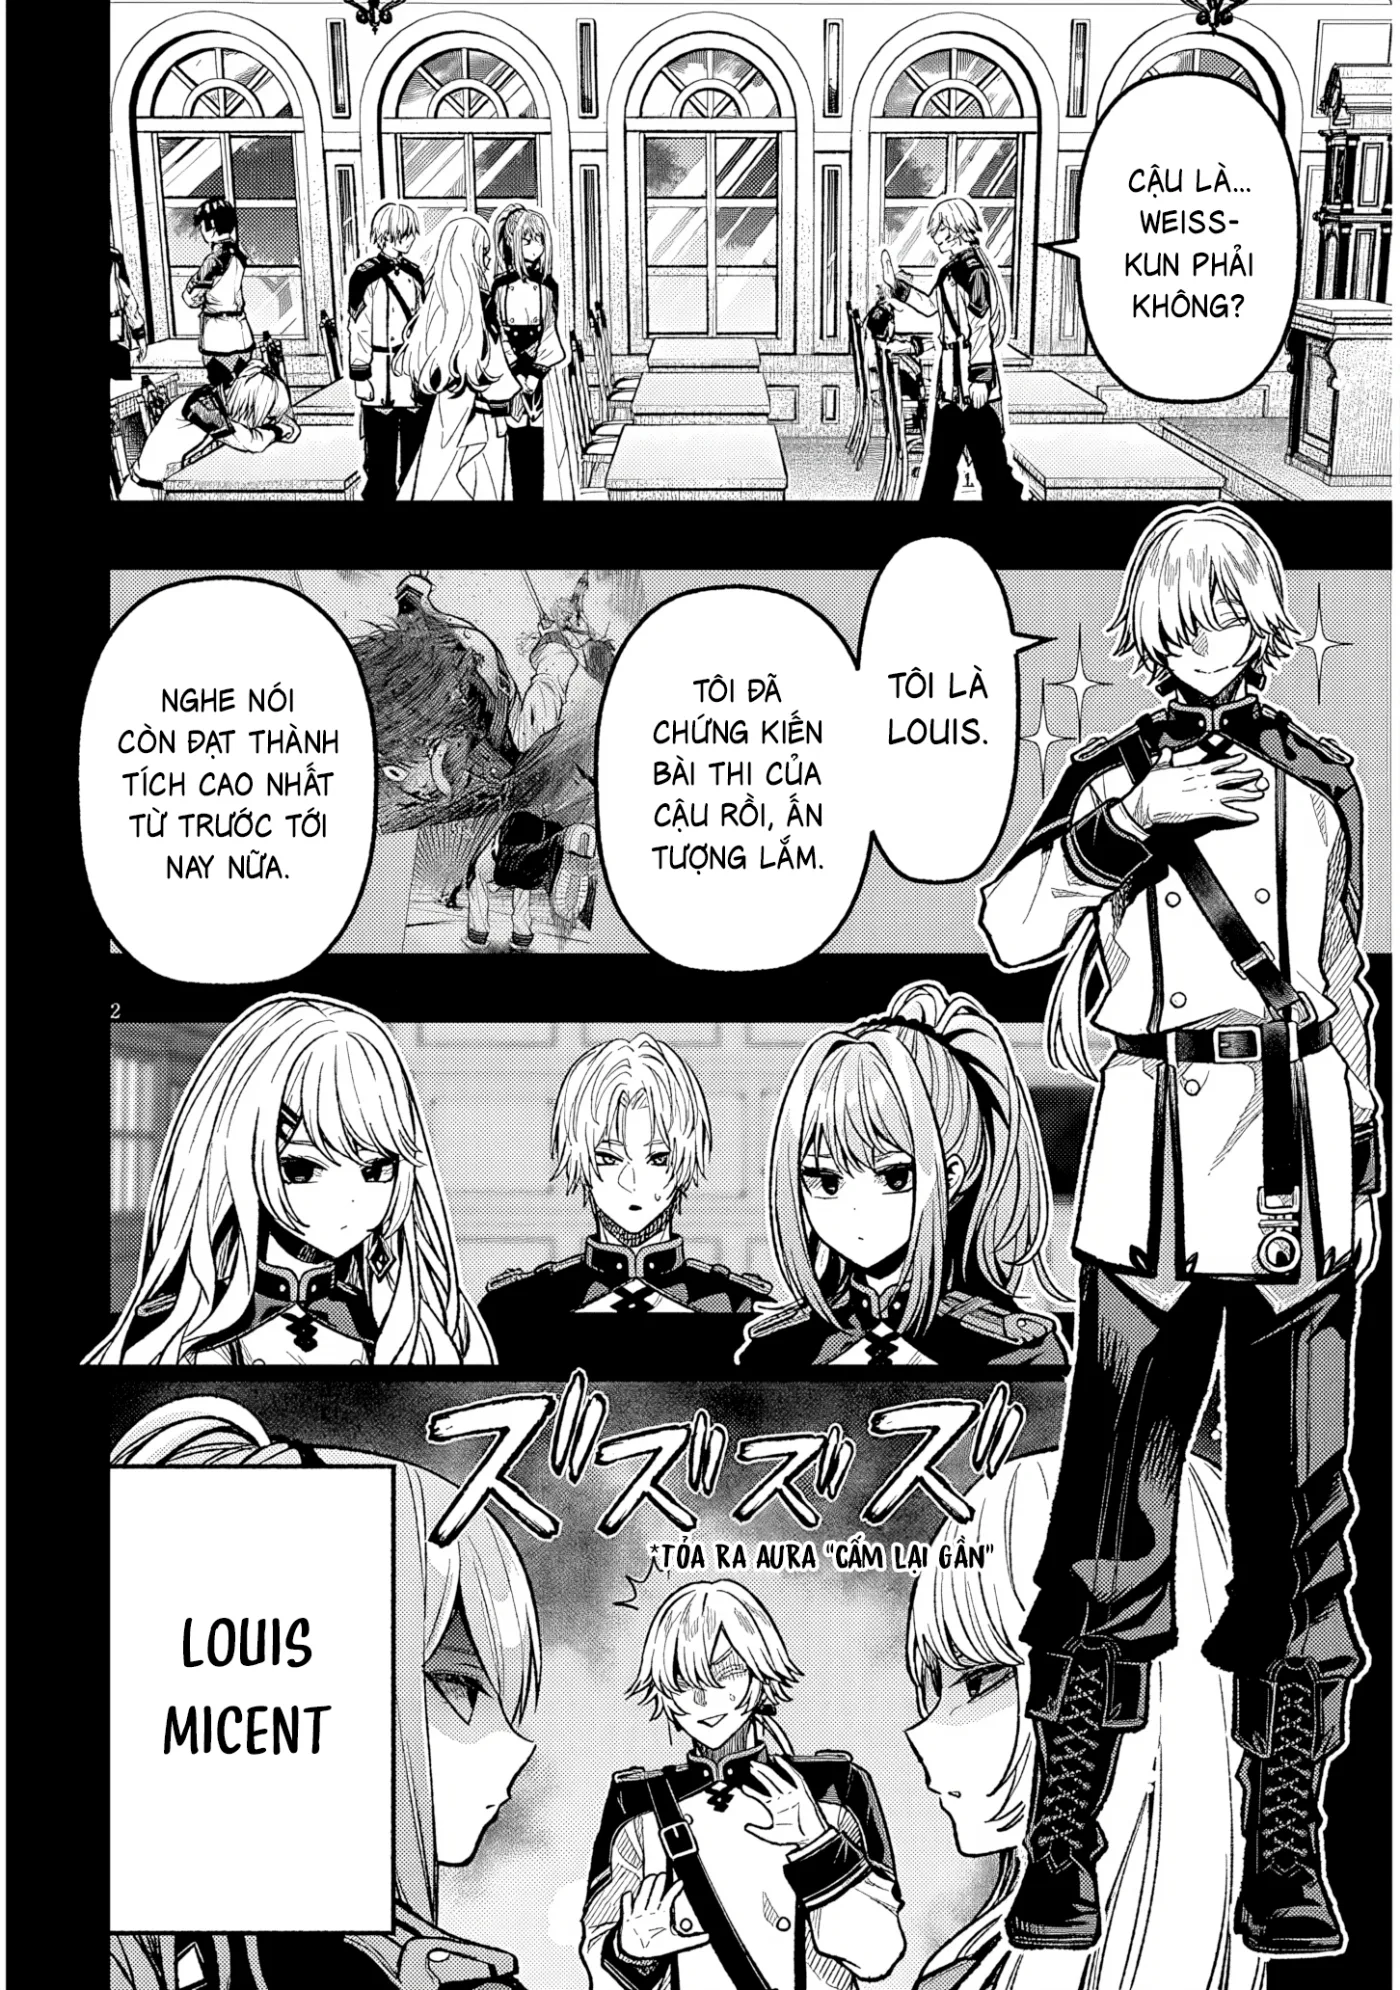 CẬU LÀ...
WEISS-
KUN PHẢI
KHÔNG?
TÔI LÀ
LOUIS.
TÔI ĐÃ
CHỨNG KIẾN
BÀI THI CỦA
CẬU RỒI, ẤN
TƯỢNG LẮM.
NGHE NÓI
CÒN ĐẠT THÀNH
TÍCH CAO NHẤT
TỪ TRƯỚC TỚI
NAY NỮA.
2
ズズズズ
*TỎA RA AURA "CẤM LẠI GẦN"
LOUIS
MICENT